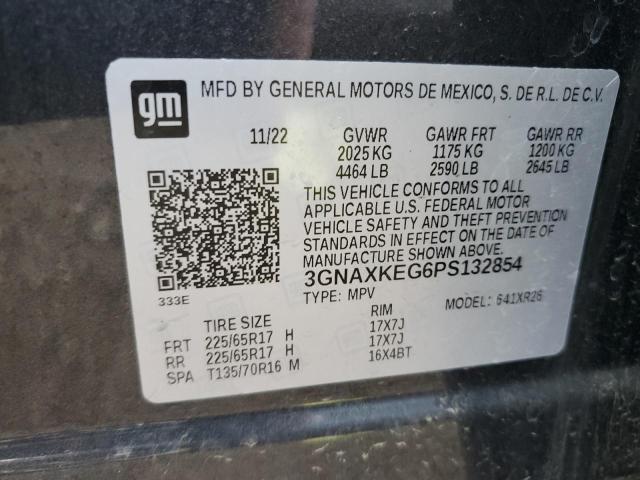 gm
MFD BY GENERAL MOTORS DE MEXICO, S. DE R.L. DE C.V.
11/22 GVWR GAWR FRT GAWR RR
2025 KG 1175 KG 1200 KG
4464 LB 2590 LB 2645 LB
THIS VEHICLE CONFORMS TO ALL
APPLICABLE U.S. FEDERAL MOTOR
VEHICLE SAFETY AND THEFT PREVENTION
STANDARDS IN EFFECT ON THE DATE OF
MANUFACTURE SHOWN ABOVE.
3GNAXKEG6PS132854
333E
TYPE: MPV MODEL: 641XR26
TIRE SIZE RIM
FRT 225/65R17 H 17X7J
RR 225/65R17 H 17X7J
SPA T135/70R16 M 16X4BT